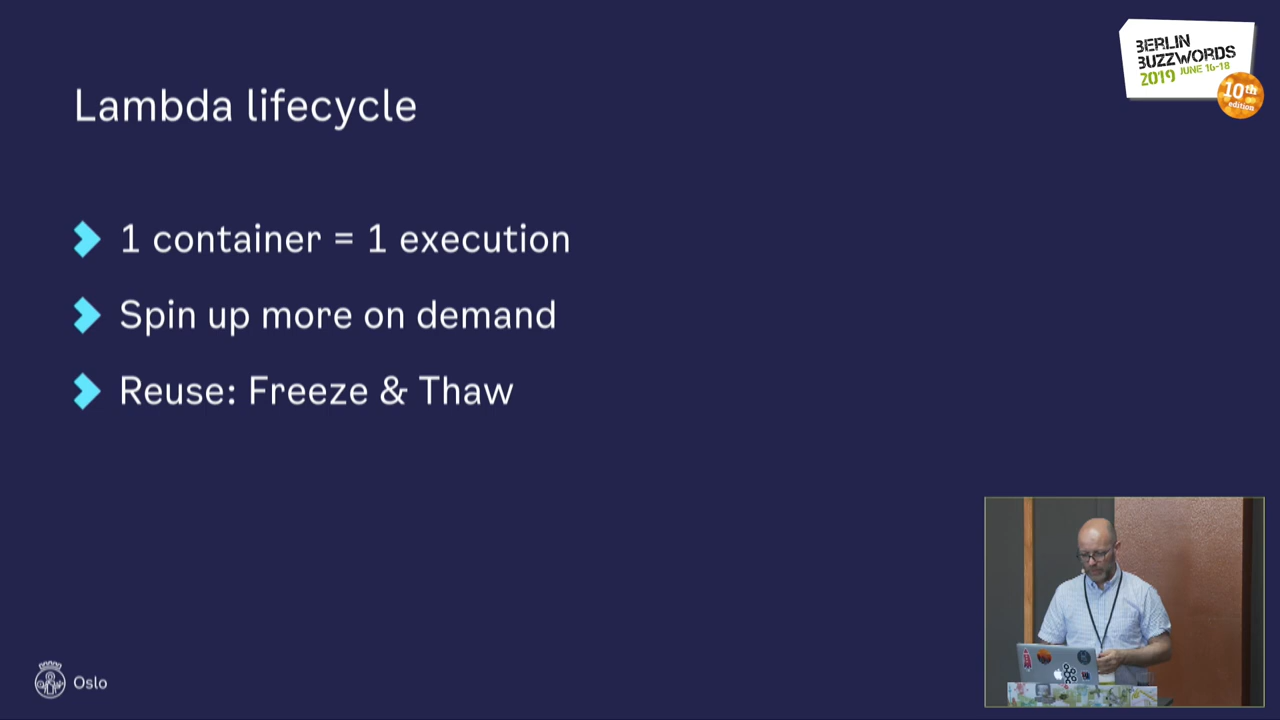 BERLIN
BUZZWORDS
2019 JUNE 16-18
10th
edition
Lambda lifecycle
1 container = 1 execution
Spin up more on demand
Reuse: Freeze & Thaw
Oslo